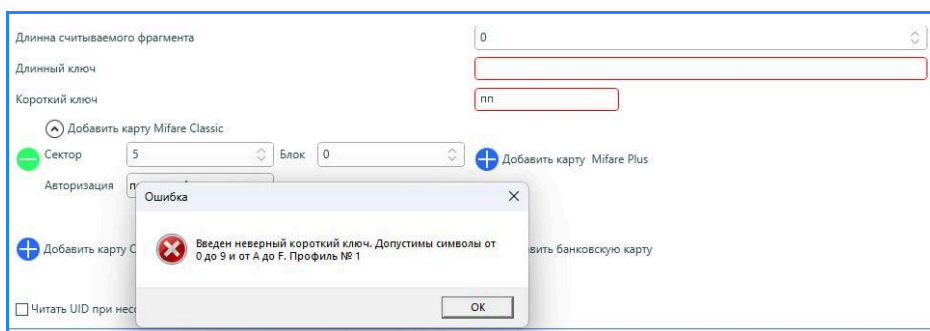 Длинна считываемого фрагмента 0
Длинный ключ
Короткий ключ пп
Добавить карту Mifare Classic
Сектор 5 Блок 0 Добавить карту Mifare Plus
Авторизация
Ошибка
Введен неверный короткий ключ. Допустимы символы от
0 до 9 и от A до F. Профиль № 1
Добавить карту банковскую карту
OK
Читать UID при